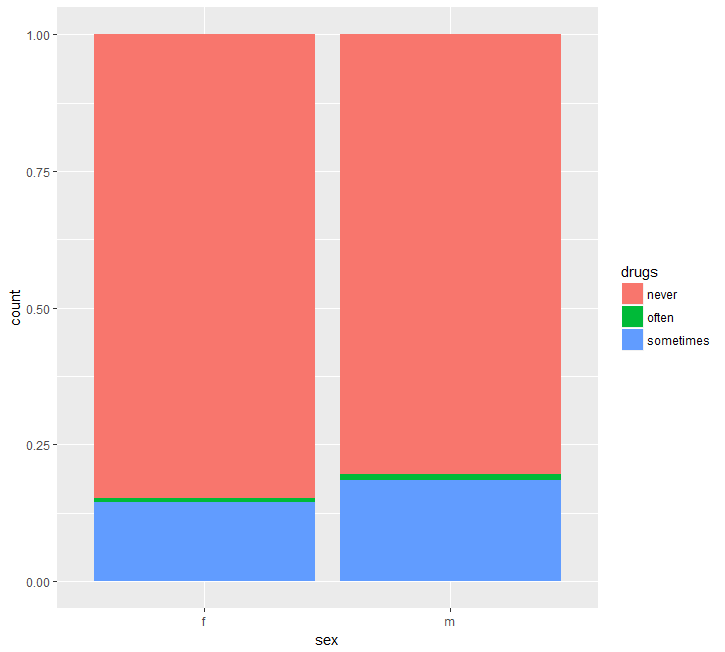 1.00
0.75
0.50
0.25
0.00
count
f
m
sex
drugs
never
often
sometimes